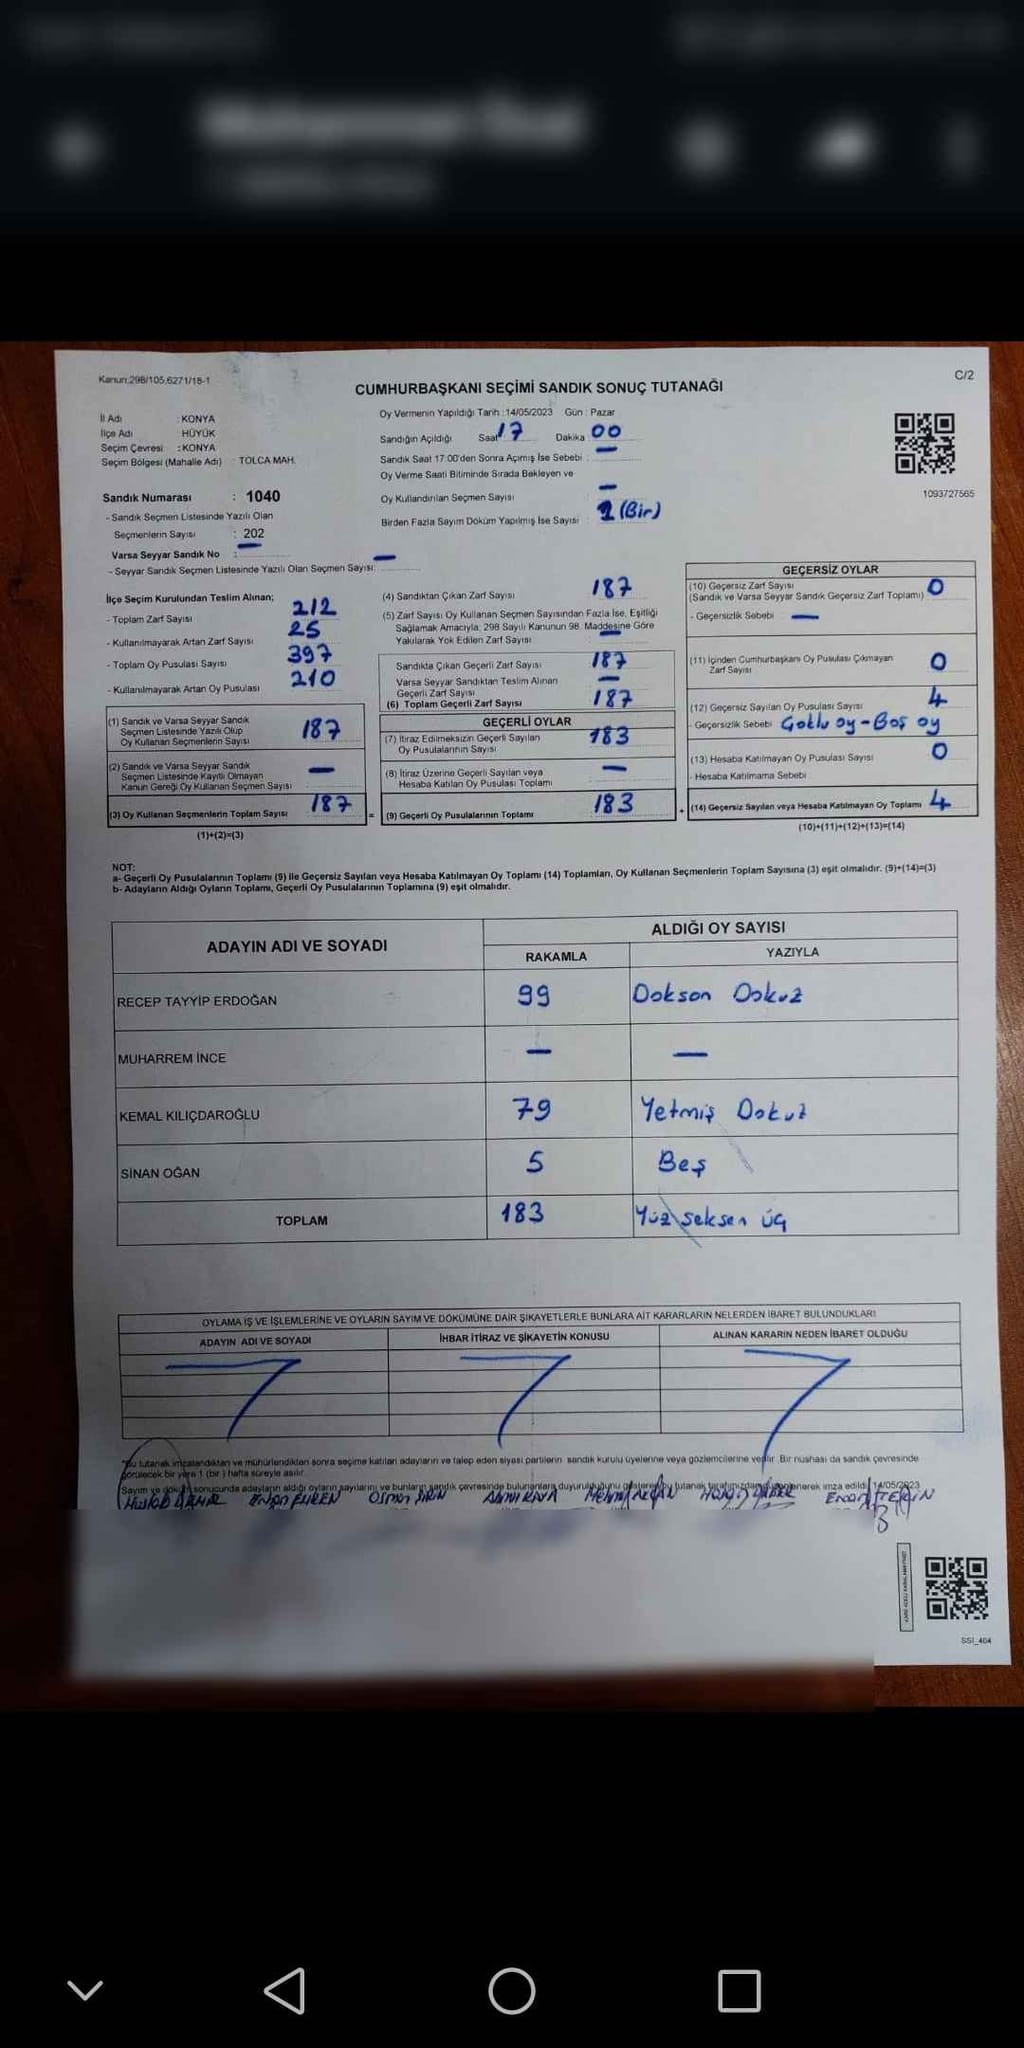 Kanun:298/105,6271/18-1
C/2
CUMHURBAŞKANI SEÇİMİ SANDIK SONUÇ TUTANAĞI
İl Adı : KONYA
İlçe Adı : HÜYÜK
Seçim Çevresi : KONYA
Seçim Bölgesi (Mahalle Adı) : TOLCA MAH.
Sandık Numarası : 1040
- Sandık Seçmen Listesinde Yazılı Olan
Seçmenlerin Sayısı : 202
Varsa Seyyar Sandık No : —
- Seyyar Sandık Seçmen Listesinde Yazılı Olan Seçmen Sayısı: —
Oy Vermenin Yapıldığı Tarih :14/05/2023 Gün : Pazar
Sandığın Açıldığı Saat 17 Dakika 00
Sandık Saat 17:00'den Sonra Açımış İse Sebebi : —
Oy Verme Saati Bitiminde Sırada Bekleyen ve
Oy Kullandırılan Seçmen Sayısı —
Birden Fazla Sayım Döküm Yapılmış İse Sayısı : 1 (Bir)
1093727565
İlçe Seçim Kurulundan Teslim Alınan;
- Toplam Zarf Sayısı 212
- Kullanılmayarak Artan Zarf Sayısı 25
- Toplam Oy Pusulası Sayısı 397
- Kullanılmayarak Artan Oy Pusulası 210
(1) Sandık ve Varsa Seyyar Sandık
Seçmen Listesinde Yazılı Olup
Oy Kullanan Seçmenlerin Sayısı 187
(2) Sandık ve Varsa Seyyar Sandık
Seçmen Listesinde Kayıtlı Olmayan
Kanun Gereği Oy Kullanan Seçmen Sayısı —
(3) Oy Kullanan Seçmenlerin Toplam Sayısı 187
(1)+(2)=(3)
(4) Sandıktan Çıkan Zarf Sayısı 187
(5) Zarf Sayısı Oy Kullanan Seçmen Sayısından Fazla İse, Eşitliği
Sağlamak Amacıyla, 298 Sayılı Kanunun 98. Maddesine Göre
Yakılarak Yok Edilen Zarf Sayısı —
Sandıkta Çıkan Geçerli Zarf Sayısı 187
Varsa Seyyar Sandıktan Teslim Alınan
Geçerli Zarf Sayısı —
(6) Toplam Geçerli Zarf Sayısı 187
GEÇERLİ OYLAR
(7) İtiraz Edilmeksizin Geçerli Sayılan
Oy Pusulalarının Sayısı 183
(8) İtiraz Üzerine Geçerli Sayılan veya
Hesaba Katılan Oy Pusulası Toplamı —
= (9) Geçerli Oy Pusulalarının Toplamı 183 +
GEÇERSİZ OYLAR
(10) Geçersiz Zarf Sayısı
(Sandık ve Varsa Seyyar Sandık Geçersiz Zarf Toplamı) 0
- Geçersizlik Sebebi —
(11) İçinden Cumhurbaşkanı Oy Pusulası Çıkmayan
Zarf Sayısı 0
(12) Geçersiz Sayılan Oy Pusulası Sayısı 4
- Geçersizlik Sebebi Çoklu oy-Boş oy
(13) Hesaba Katılmayan Oy Pusulası Sayısı 0
- Hesaba Katılmama Sebebi
(14) Geçersiz Sayılan veya Hesaba Katılmayan Oy Toplamı 4
(10)+(11)+(12)+(13)=(14)
NOT:
a- Geçerli Oy Pusulalarının Toplamı (9) ile Geçersiz Sayılan veya Hesaba Katılmayan Oy Toplamı (14) Toplamları, Oy Kullanan Seçmenlerin Toplam Sayısına (3) eşit olmalıdır. (9)+(14)=(3)
b- Adayların Aldığı Oyların Toplamı, Geçerli Oy Pusulalarının Toplamına (9) eşit olmalıdır.
ADAYIN ADI VE SOYADI
ALDIĞI OY SAYISI
RAKAMLA YAZIYLA
RECEP TAYYİP ERDOĞAN 99 Doksan Dokuz
MUHARREM İNCE — —
KEMAL KILIÇDAROĞLU 79 Yetmiş Dokuz
SİNAN OĞAN 5 Beş
TOPLAM 183 Yüz seksen üç
OYLAMA İŞ VE İŞLEMLERİNE VE OYLARIN SAYIM VE DÖKÜMÜNE DAİR ŞİKAYETLERLE BUNLARA AİT KARARLARIN NELERDEN İBARET BULUNDUKLARI
ADAYIN ADI VE SOYADI İHBAR İTİRAZ VE ŞİKAYETİN KONUSU ALINAN KARARIN NEDEN İBARET OLDUĞU
*Bu tutanak imzalandıktan ve mühürlendikten sonra seçime katılan adayların ve talep eden siyasi partilerin sandık kurulu üyelerine veya gözlemcilerine verilir. Bir nüshası da sandık çevresinde
görülecek bir yere 1 (bir) hafta süreyle asılır.
Sayım ve döküm sonucunda adayların aldığı oyların sayılarını ve bunların sandık çevresinde bulunanlara duyurulduğunu gösteren bu tutanak tarafımızdan düzenlenerek imza edildi. 14/05/2023
SSI_404